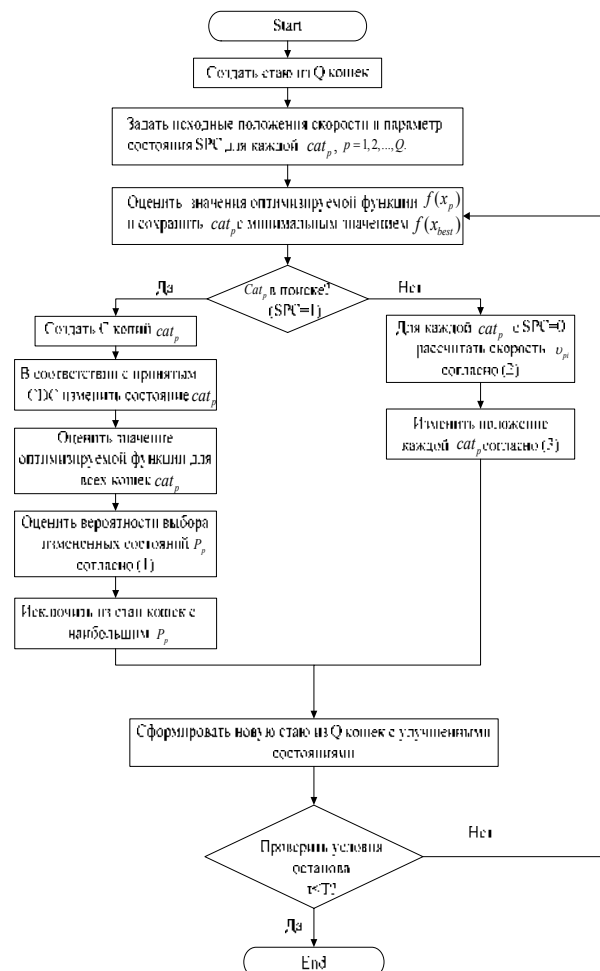 Start
Создать стаю из Q кошек
Задать исходные положения скорости и параметр
состояния SPC для каждой cat_p, p=1,2,...,Q.
Оценить значения оптимизируемой функции f(x_p)
и сохранить cat_p с минимальным значением f(x_best)
Да
Cat_p в поиске?
(SPC=1)
Нет
Создать C копий cat_p
В соответствии с принятым
CDC изменить состояние cat_p
Оценить значение
оптимизируемой функции для
всех кошек cat_p
Оценить вероятности выбора
измененных состояний P_p
согласно (1)
Исключить из стаи кошек с
наибольшим P_p
Для каждой cat_p с SPC=0
рассчитать скорость υ_pi
согласно (2)
Изменить положение
каждой cat_p согласно (3)
Сформировать новую стаю из Q кошек с улучшенными
состояниями
Проверить условия
останова
t<T?
Нет
Да
End